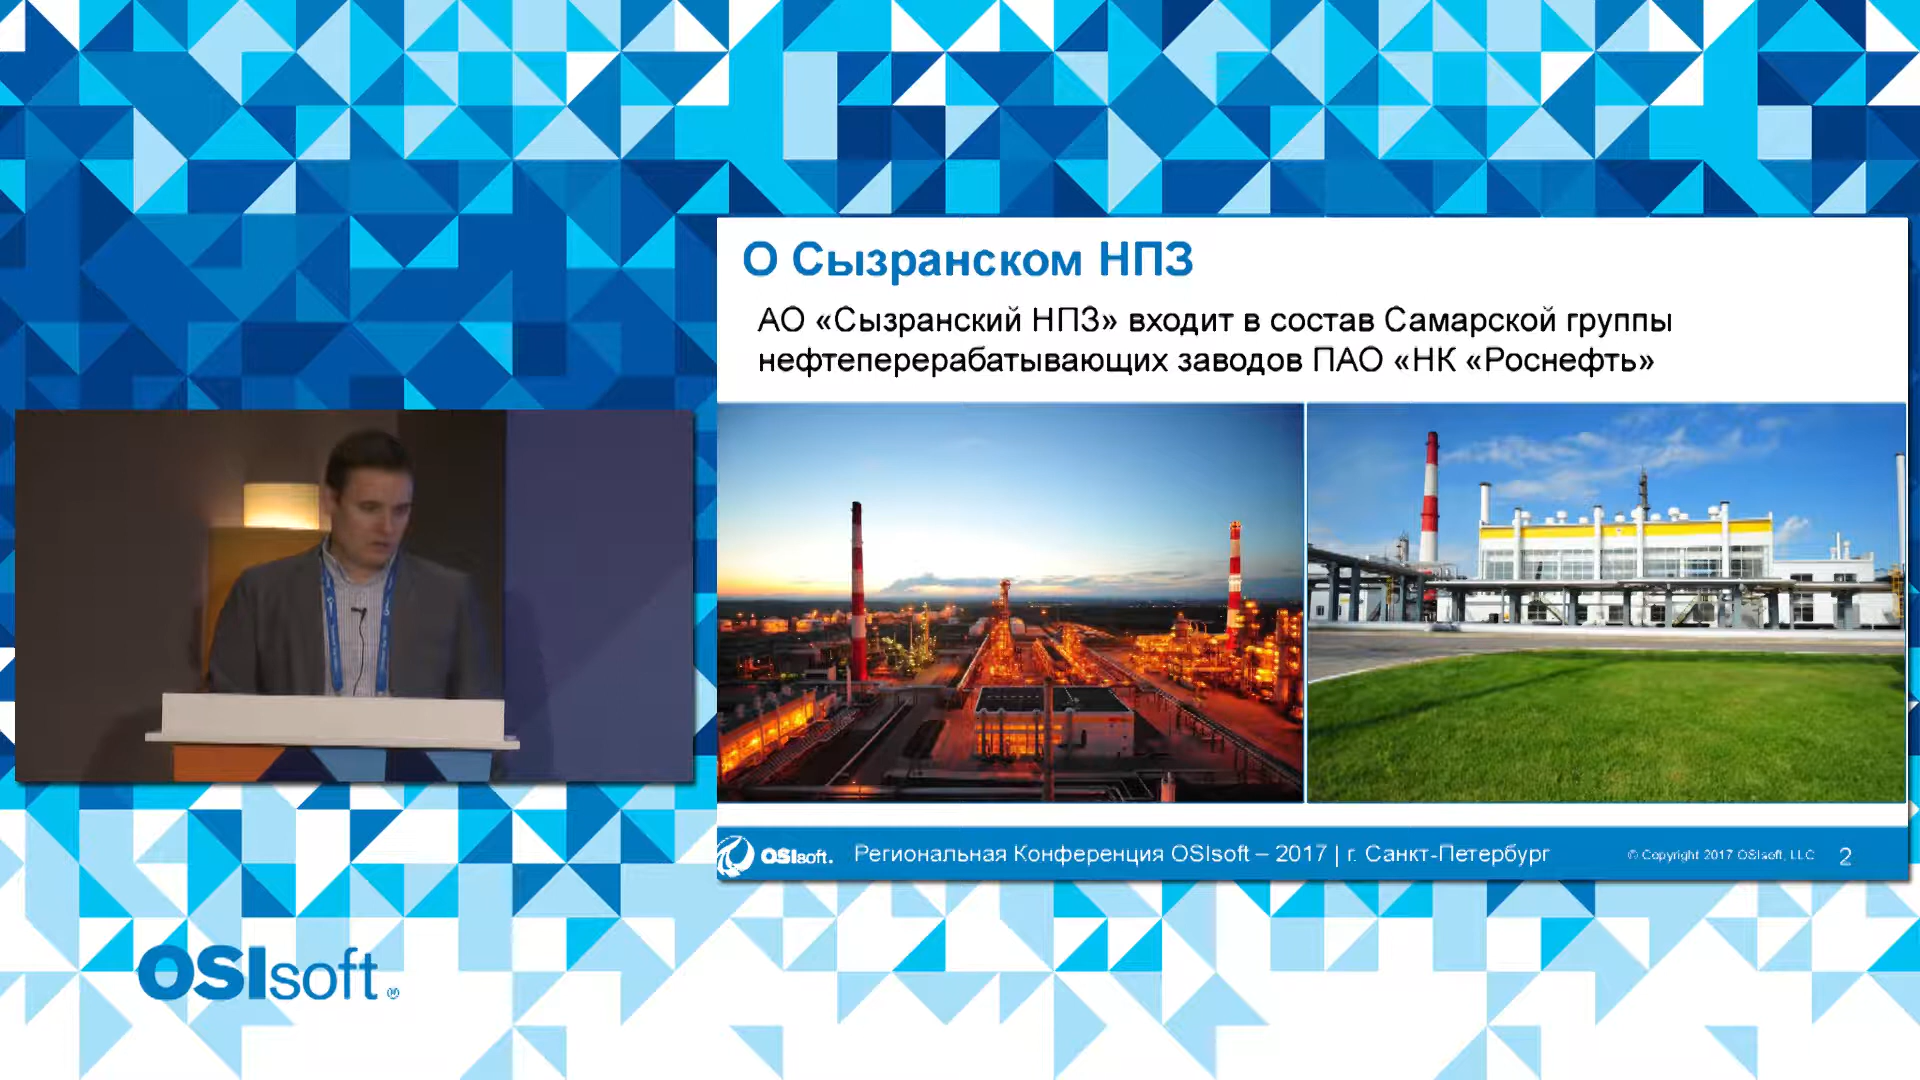 О Сызранском НПЗ
АО «Сызранский НПЗ» входит в состав Самарской группы
нефтеперерабатывающих заводов ПАО «НК «Роснефть»
OSIsoft. Региональная Конференция OSIsoft – 2017 | г. Санкт-Петербург © Copyright 2017 OSIsoft, LLC 2
OSIsoft ®